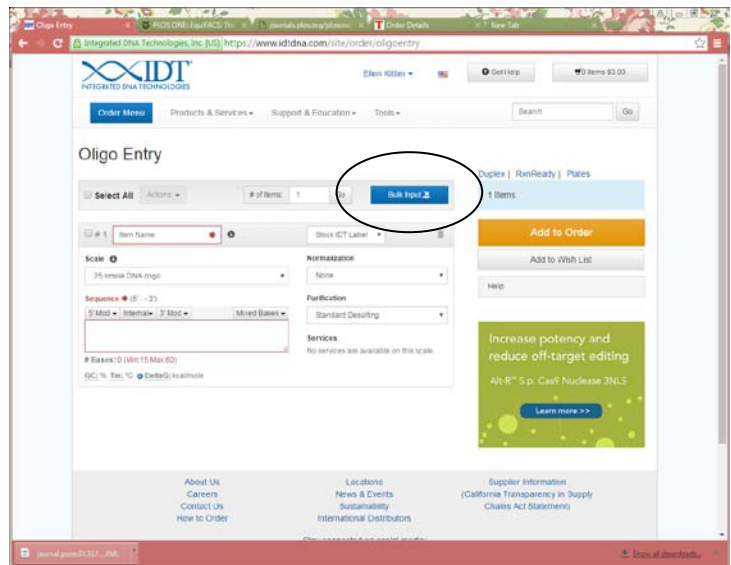 Oligo Entry
PLOS ONE: EquiFACS: Th
journals.plos.org/plosone
Order Details
New Tab
Integrated DNA Technologies, Inc. [US] https://www.idtdna.com/site/order/oligoentry
IDT
INTEGRATED DNA TECHNOLOGIES
Ellen Kittler
Get Help
0 Items $0.00
Order Menu Products & Services Support & Education Tools Search Go
Oligo Entry
Duplex | RxnReady | Plates
Select All Actions # of Items: 1 Go Bulk Input
1 Items
# 1 Item Name Stock IDT Label
Add to Order
Scale Normalization
Add to Wish List
25 nmole DNA oligo None
Help
Sequence (5' - 3') Purification
5' Mod Internal 3' Mod Mixed Bases Standard Desalting
Services
No services are available on this scale
# Bases: 0 (Min:15 Max:60)
GC: % Tm: °C DeltaG: kcal/mole
Increase potency and
reduce off-target editing
Alt-R™ S.p. Cas9 Nuclease 3NLS
Learn more >>
About Us Locations Supplier Information
Careers News & Events (California Transparency in Supply
Contact Us Sustainability Chains Act Statement)
How to Order International Distributors
Stay connected on social media:
Show all downloads...